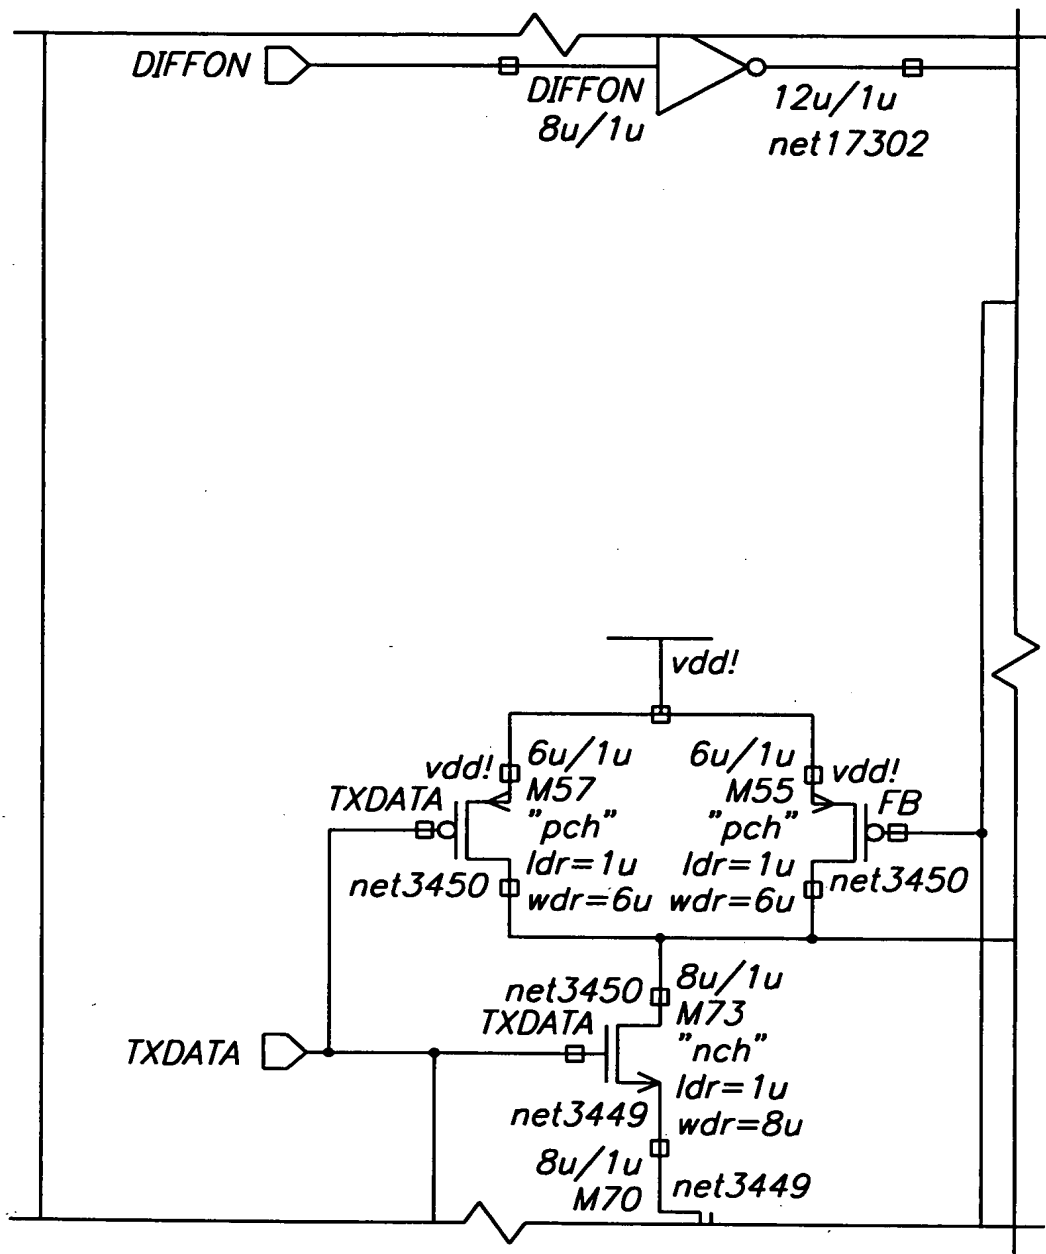 DIFFON
DIFFON
8u/1u
12u/1u
net17302
vdd!
vdd!
6u/1u
M57
"pch"
ldr=1u
wdr=6u
TXDATA
net3450
6u/1u
M55
"pch"
ldr=1u
wdr=6u
vdd!
FB
net3450
net3450
TXDATA
8u/1u
M73
"nch"
ldr=1u
wdr=8u
TXDATA
net3449
8u/1u
M70
net3449